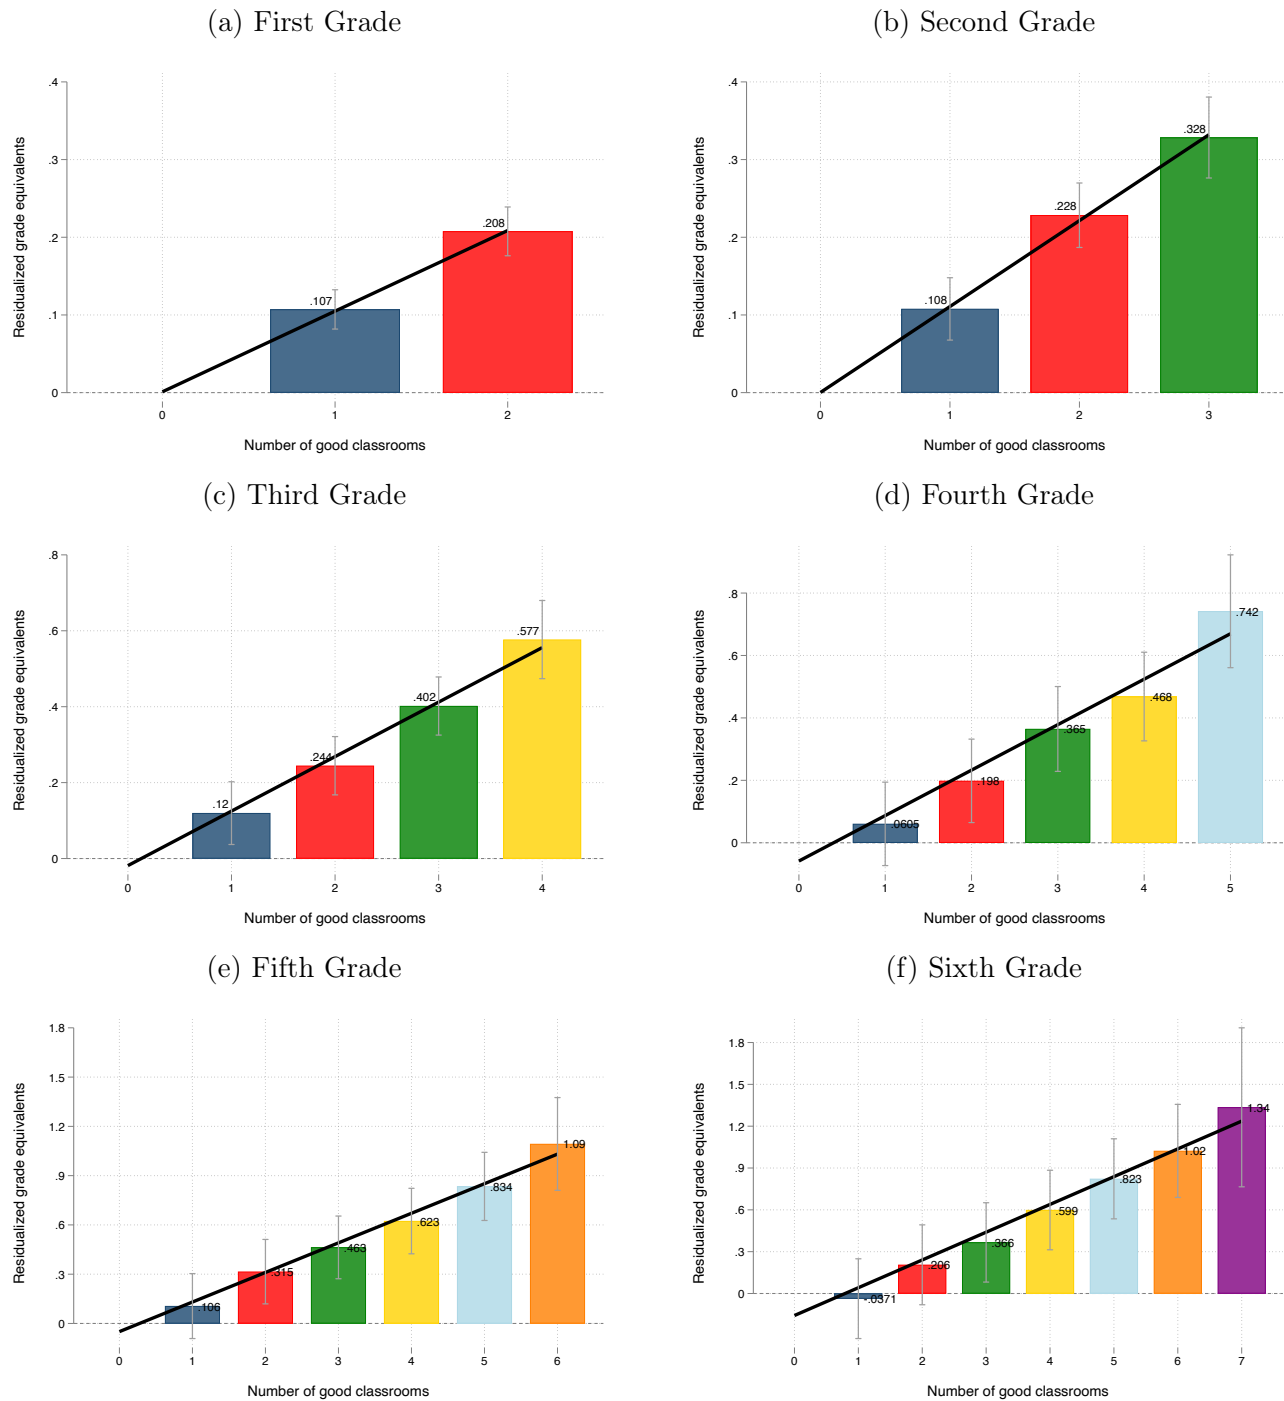 (a) First Grade
Residualized grade equivalents
.4
.3
.2
.1
0
.107
.208
0 1 2
Number of good classrooms
(b) Second Grade
Residualized grade equivalents
.4
.3
.2
.1
0
.108
.228
.328
0 1 2 3
Number of good classrooms
(c) Third Grade
Residualized grade equivalents
.8
.6
.4
.2
0
.12
.244
.402
.577
0 1 2 3 4
Number of good classrooms
(d) Fourth Grade
Residualized grade equivalents
.8
.6
.4
.2
0
.0605
.198
.365
.468
.742
0 1 2 3 4 5
Number of good classrooms
(e) Fifth Grade
Residualized grade equivalents
1.8
1.5
1.2
.9
.6
.3
0
.106
.315
.463
.623
.834
1.09
0 1 2 3 4 5 6
Number of good classrooms
(f) Sixth Grade
Residualized grade equivalents
1.8
1.5
1.2
.9
.6
.3
0
-.0371
.206
.366
.599
.823
1.02
1.34
0 1 2 3 4 5 6 7
Number of good classrooms